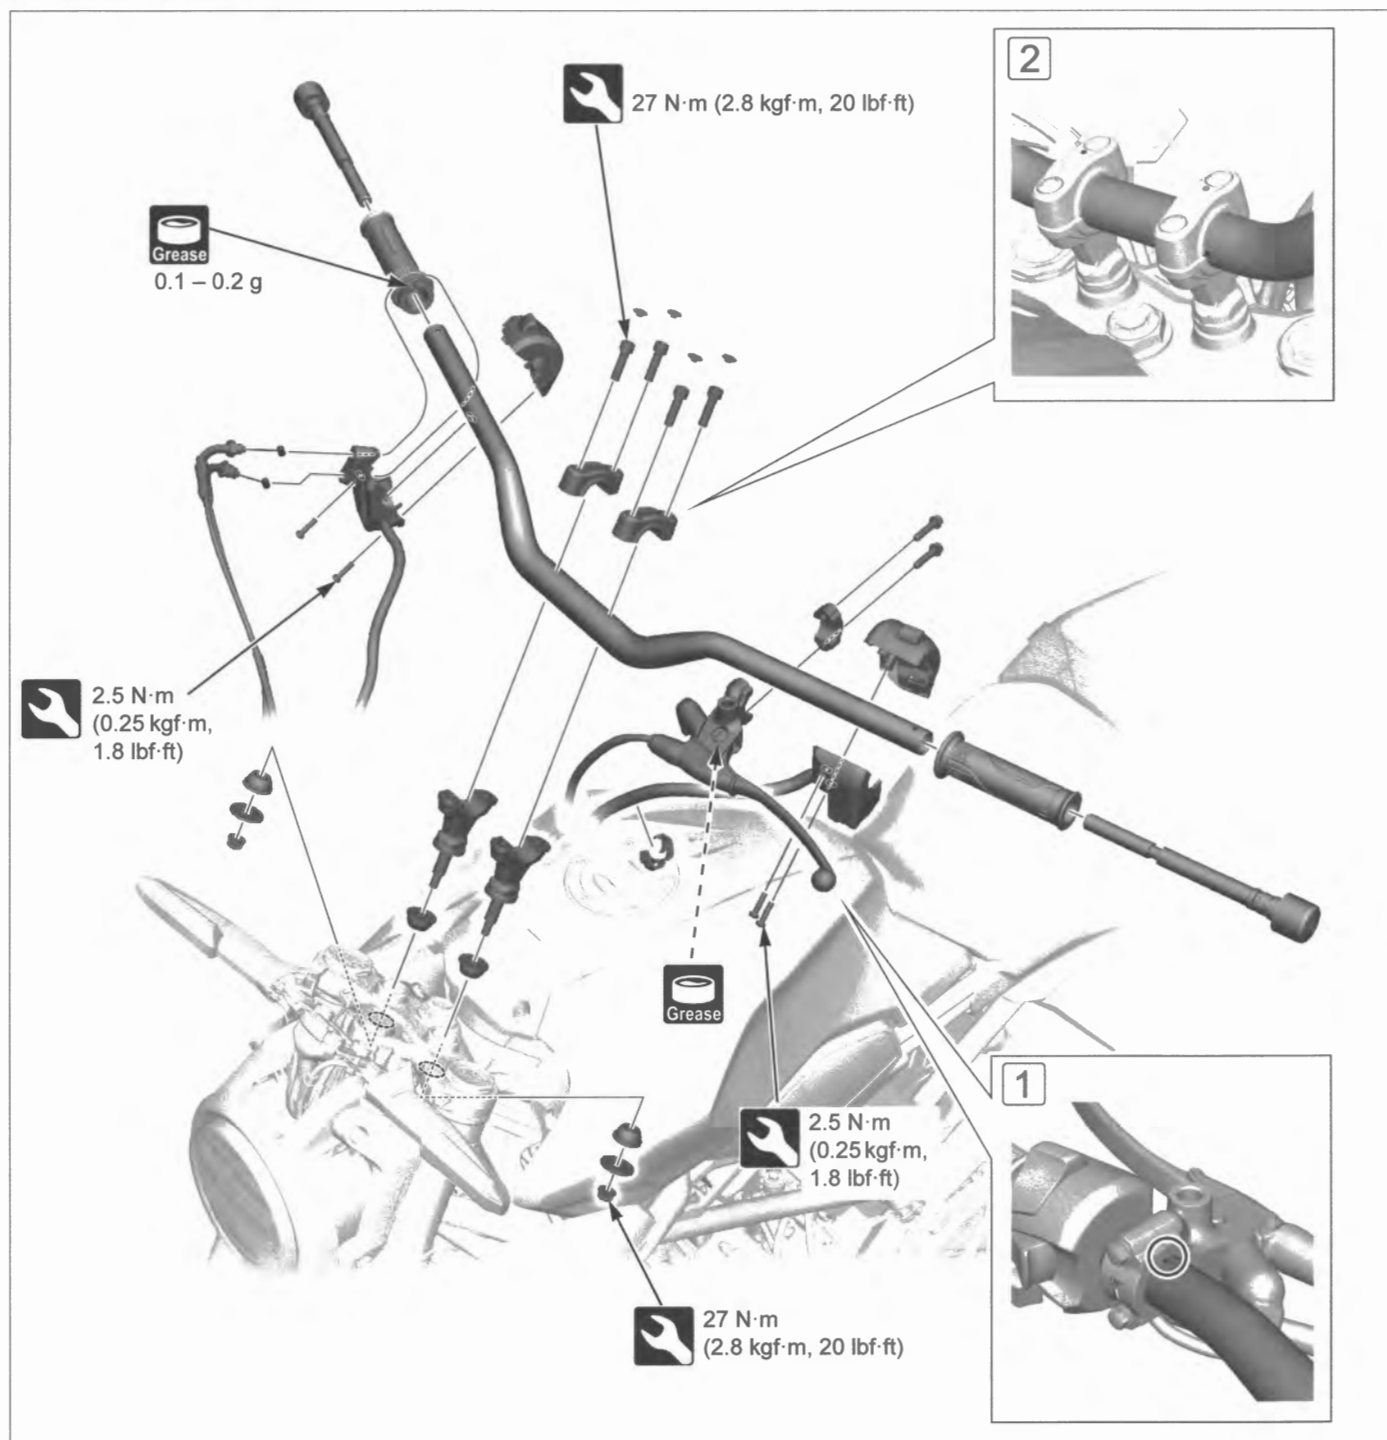 2
27 N·m (2.8 kgf·m, 20 lbf·ft)
Grease
0.1 – 0.2 g
2.5 N·m
(0.25 kgf·m,
1.8 lbf·ft)
Grease
1
2.5 N·m
(0.25 kgf·m,
1.8 lbf·ft)
27 N·m
(2.8 kgf·m, 20 lbf·ft)